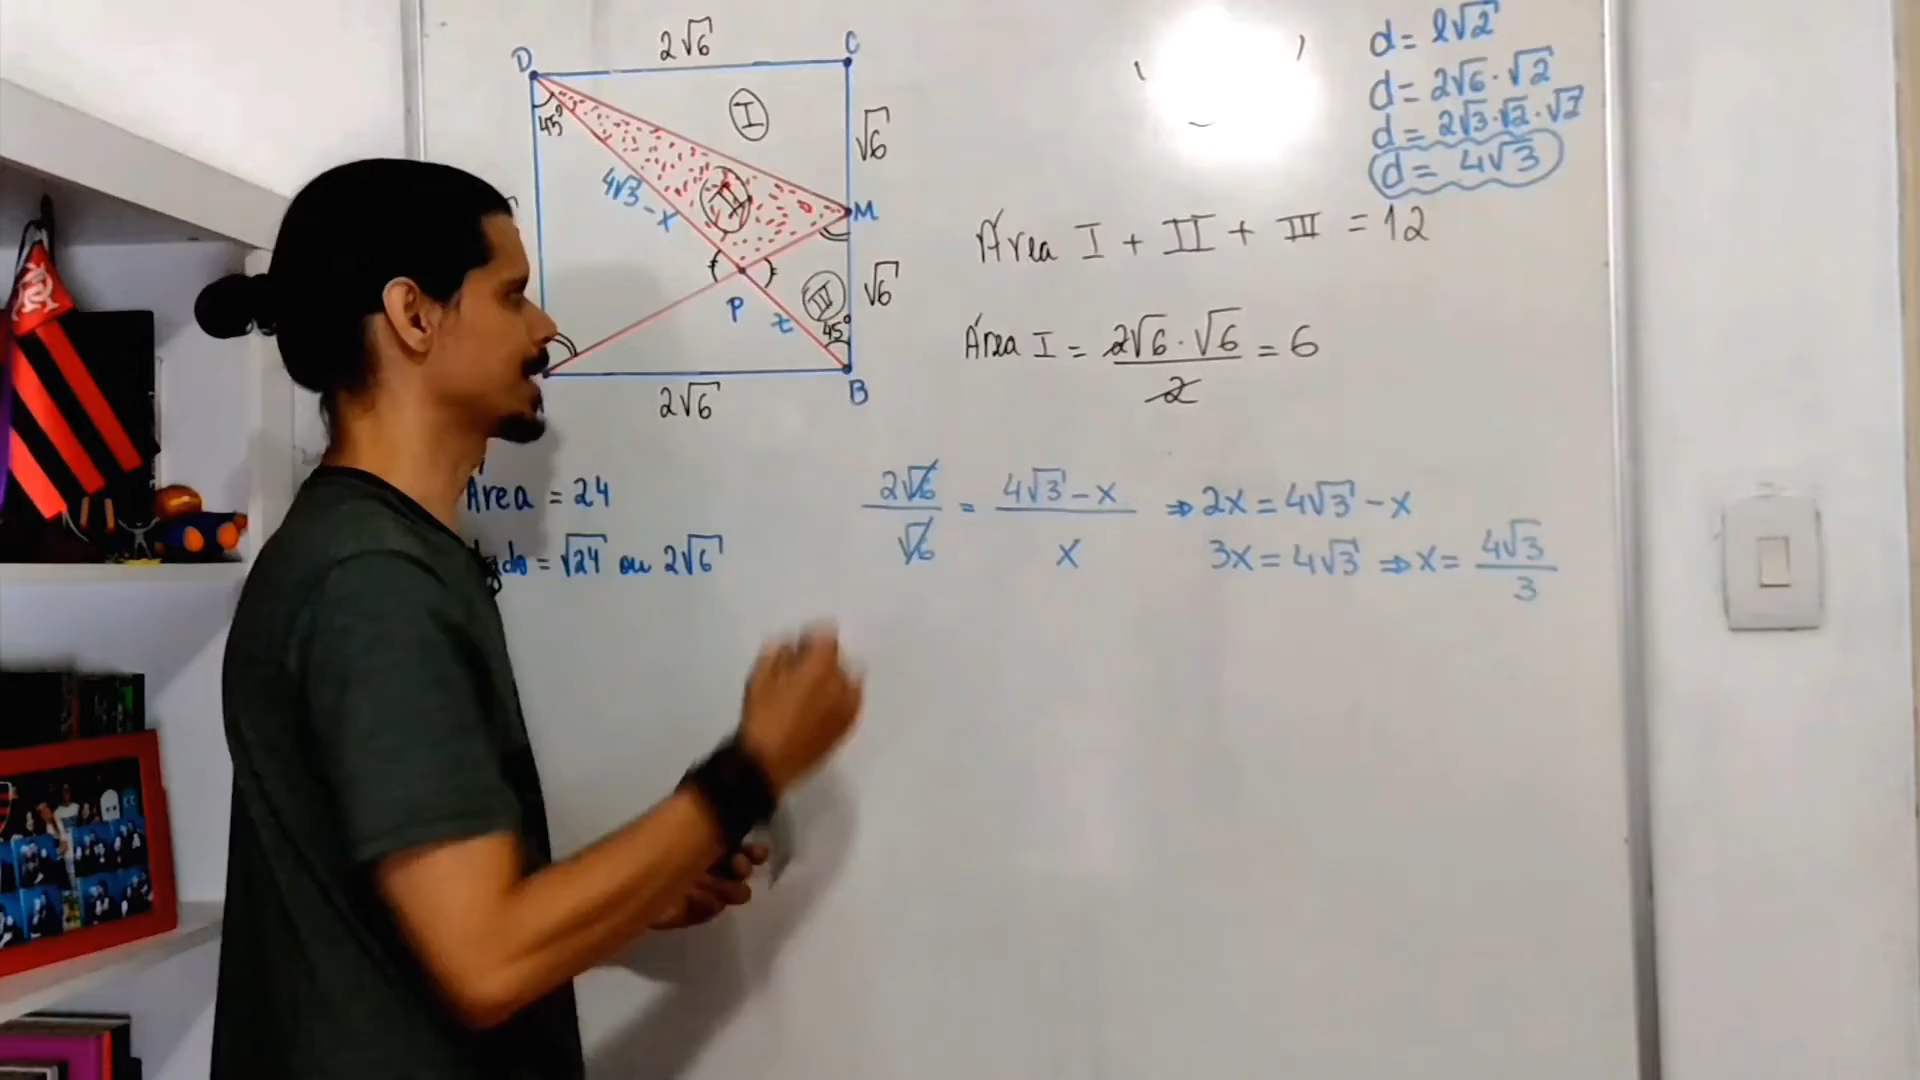 2√6
D
C
I
45°
√6
4√3 - x
II
M
√6
III
P
x
45°
2√6
B
d = l√2
d = 2√6 · √2
d = 2√3 · √2 · √2
d = 4√3
Área I + II + III = 12
Área I = 2√6 · √6 / 2 = 6
Área = 24
= √24 ou 2√6
2√6 / √6 = 4√3 - x / x ⇒ 2x = 4√3 - x
3x = 4√3 ⇒ x = 4√3 / 3